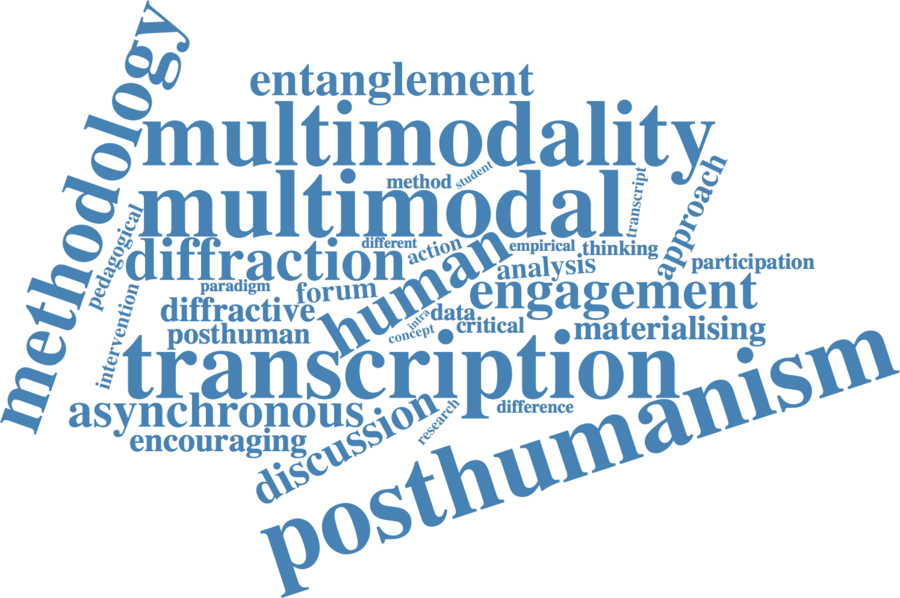 methodology
entanglement
multimodality
method
student
multimodal
transcript
approach
pedagogical
diffraction
different
action
human
empirical
thinking
analysis
participation
paradigm
forum
engagement
intervention
diffractive
intra
data
concept
critical
materialising
posthuman
transcription
asynchronous
discussion
research
difference
encouraging
posthumanism